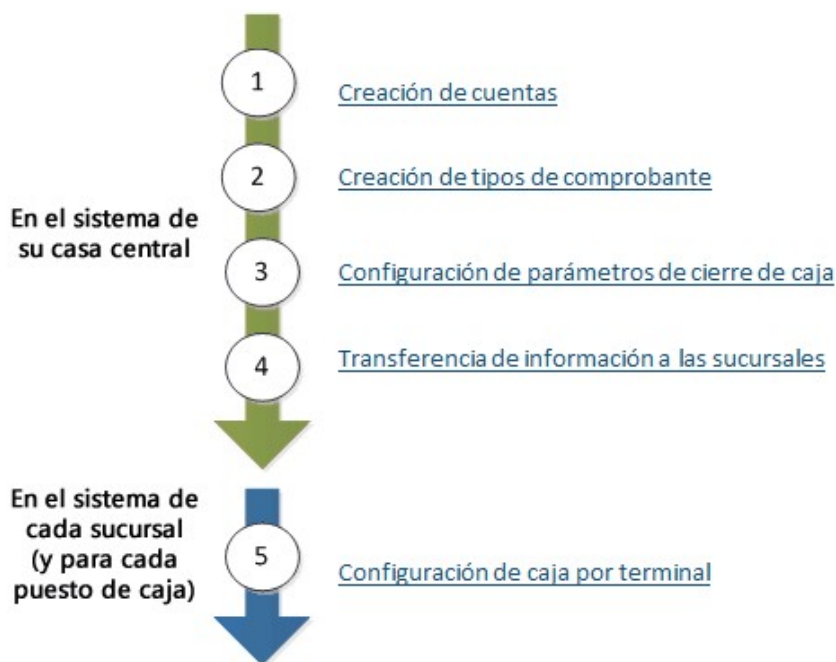 1
Creación de cuentas
2
Creación de tipos de comprobante
En el sistema de
su casa central
3
Configuración de parámetros de cierre de caja
4
Transferencia de información a las sucursales
En el sistema de
cada sucursal
(y para cada
puesto de caja)
5
Configuración de caja por terminal